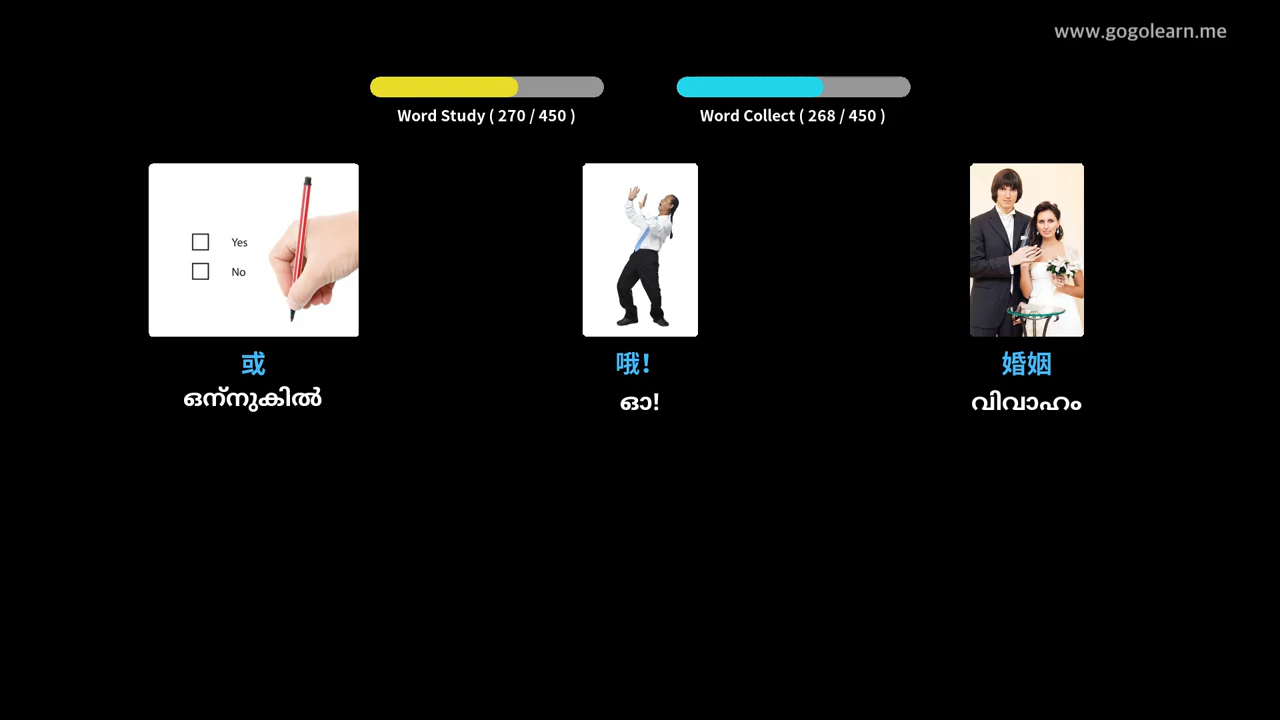 www.gogolearn.me
Word Study ( 270 / 450 )
Word Collect ( 268 / 450 )
Yes
No
或
哦!
婚姻
ഒന്നുകിൽ
ഓ!
വിവാഹം